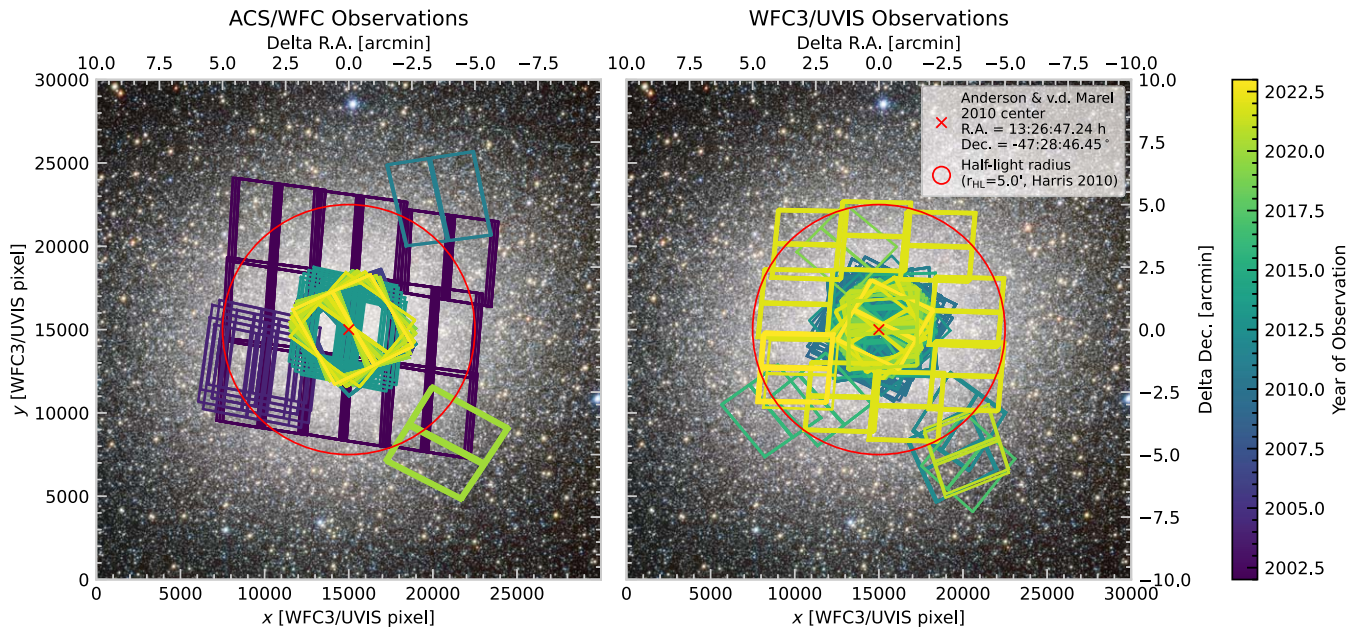 ACS/WFC Observations
Delta R.A. [arcmin]
10.0 7.5 5.0 2.5 0.0 −2.5 −5.0 −7.5
30000
25000
20000
15000
10000
5000
0
y [WFC3/UVIS pixel]
0 5000 10000 15000 20000 25000
x [WFC3/UVIS pixel]
WFC3/UVIS Observations
Delta R.A. [arcmin]
10.0 7.5 5.0 2.5 0.0 −2.5 −5.0 −7.5 −10.0
Anderson & v.d. Marel
2010 center
R.A. = 13:26:47.24 h
Dec. = -47:28:46.45°
Half-light radius
(rHL=5.0', Harris 2010)
10.0
7.5
5.0
2.5
0.0
−2.5
−5.0
−7.5
−10.0
Delta Dec. [arcmin]
0 5000 10000 15000 20000 25000 30000
x [WFC3/UVIS pixel]
2022.5
2020.0
2017.5
2015.0
2012.5
2010.0
2007.5
2005.0
2002.5
Year of Observation